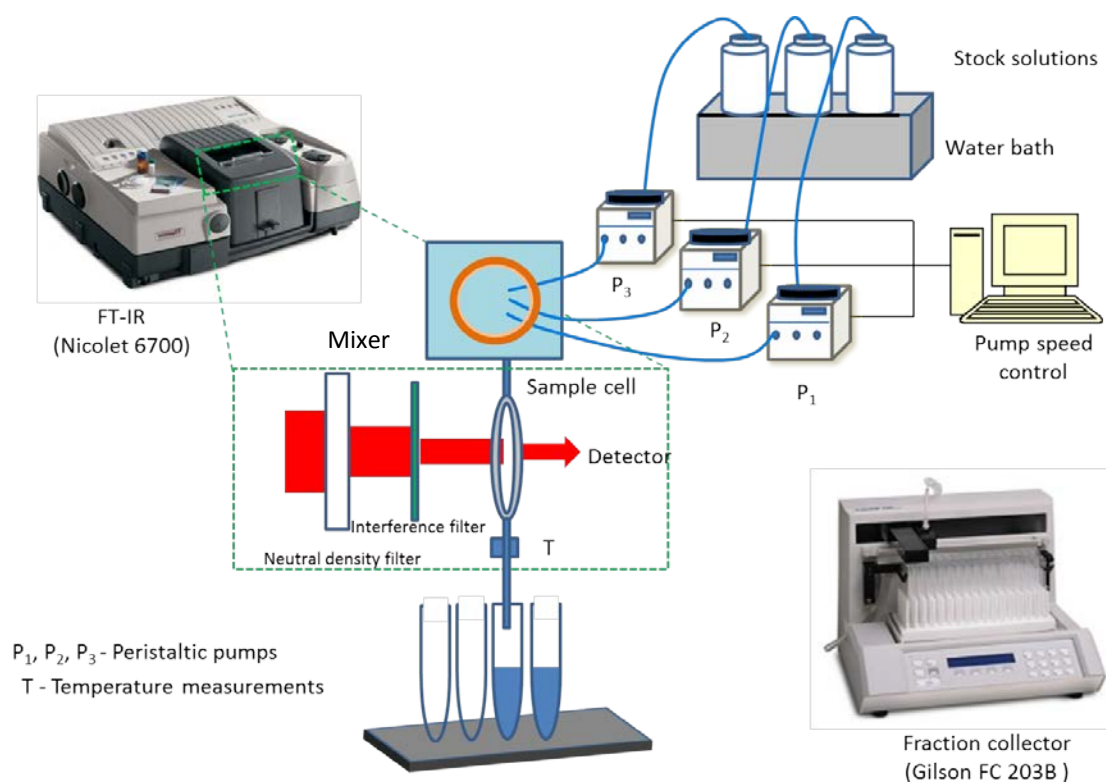 Stock solutions
Water bath
FT-IR
(Nicolet 6700)
P3
P2
P1
Pump speed
control
Mixer
Sample cell
Detector
Interference filter
Neutral density filter
T
P1, P2, P3 - Peristaltic pumps
T - Temperature measurements
Fraction collector
(Gilson FC 203B )